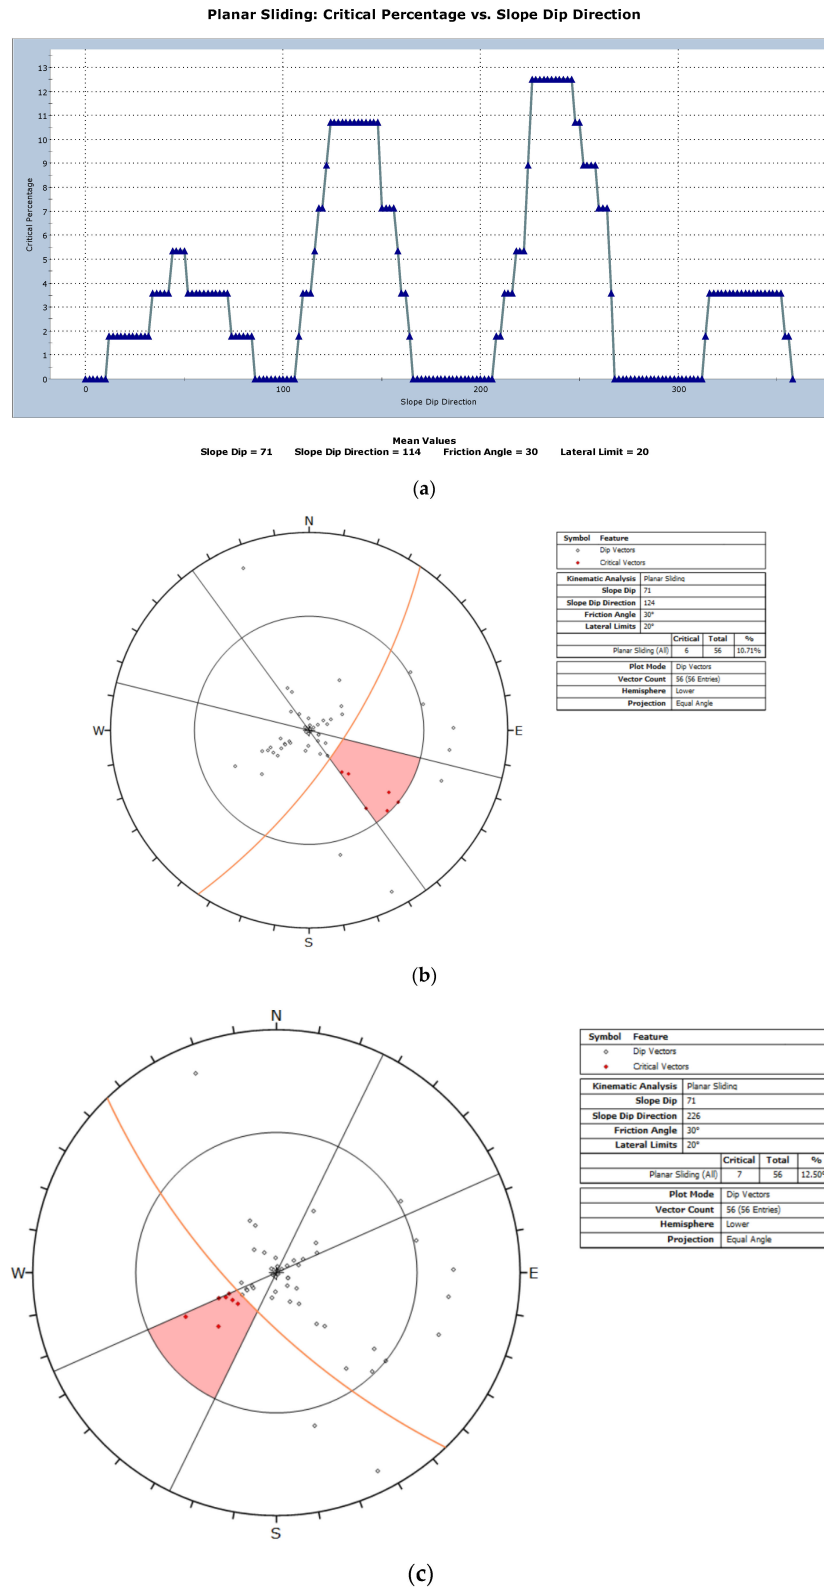 Planar Sliding: Critical Percentage vs. Slope Dip Direction
13
12
11
10
9
8
7
6
5
4
3
2
1
0
Critical Percentage
0 100 200 300
Slope Dip Direction
Mean Values
Slope Dip = 71 Slope Dip Direction = 114 Friction Angle = 30 Lateral Limit = 20
(a)
N
W
E
S
Symbol Feature
Dip Vectors
Critical Vectors
Kinematic Analysis Planar Sliding
Slope Dip 71
Slope Dip Direction 124
Friction Angle 30°
Lateral Limits 20°
Critical Total %
Planar Sliding (All) 6 56 10.71%
Plot Mode Dip Vectors
Vector Count 56 (56 Entries)
Hemisphere Lower
Projection Equal Angle
(b)
N
W
E
S
Symbol Feature
Dip Vectors
Critical Vectors
Kinematic Analysis Planar Sliding
Slope Dip 71
Slope Dip Direction 226
Friction Angle 30°
Lateral Limits 20°
Critical Total %
Planar Sliding (All) 7 56 12.50%
Plot Mode Dip Vectors
Vector Count 56 (56 Entries)
Hemisphere Lower
Projection Equal Angle
(c)